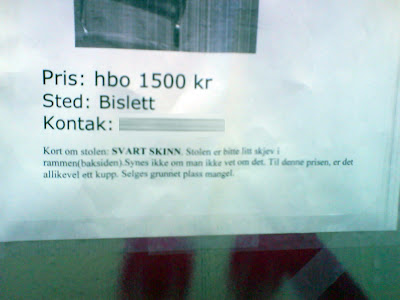 Pris: hbo 1500 kr
Sted: Bislett
Kontak:
Kort om stolen: SVART SKINN. Stolen er bitte litt skjev i
rammen(baksiden).Synes ikke om man ikke vet om det. Til denne prisen, er det
allikevel ett kupp. Selges grunnet plass mangel.